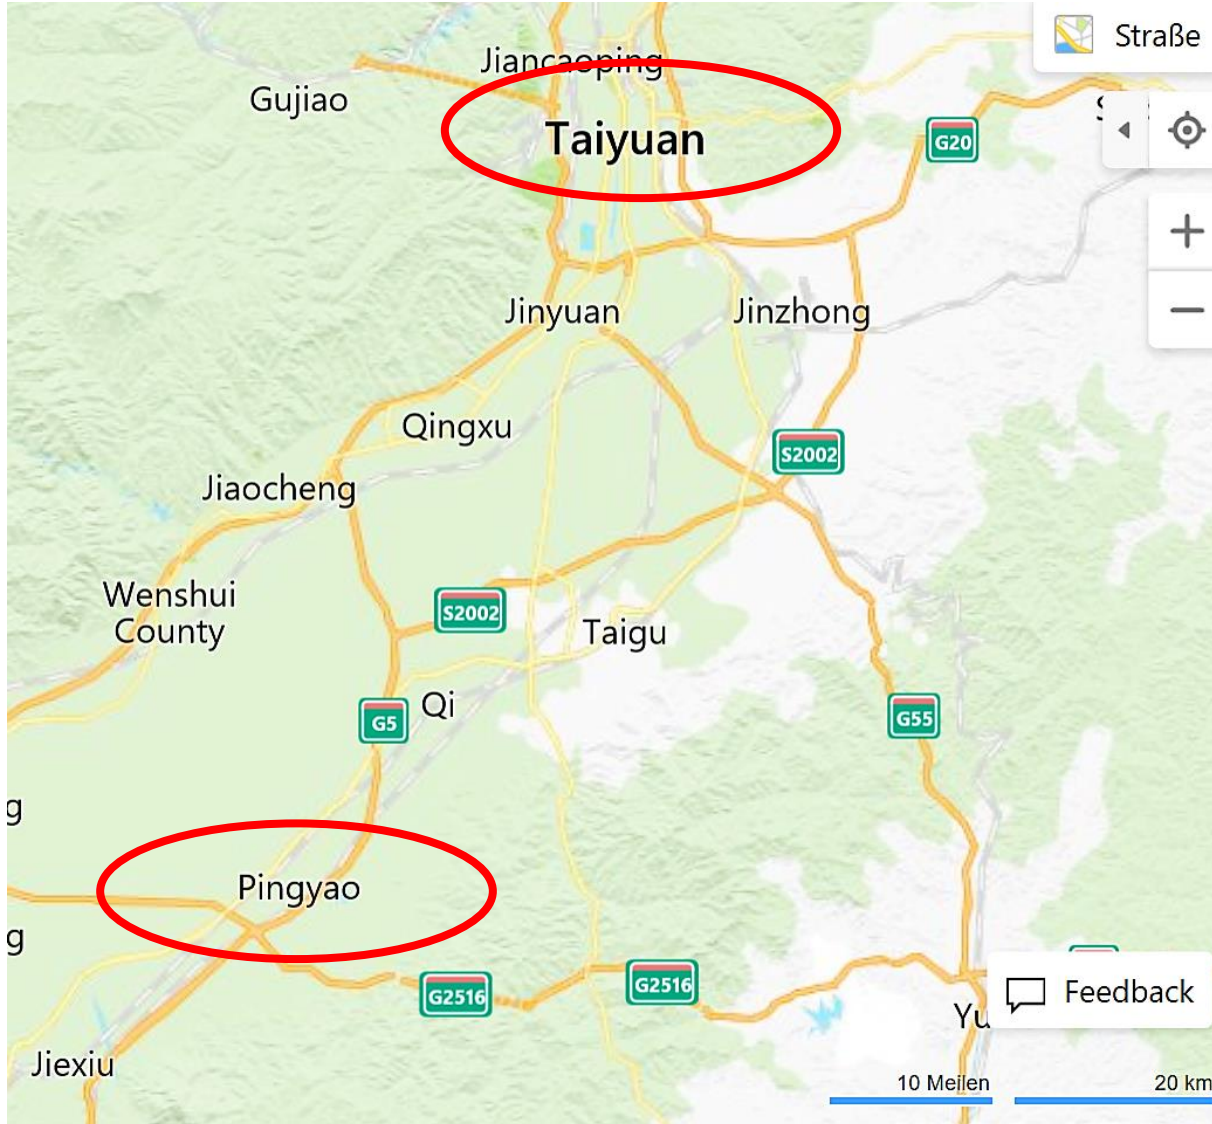 Straße
Jiancaoping
Gujiao
Taiyuan
G20
Jinyuan
Jinzhong
Qingxu
S2002
Jiaocheng
Wenshui
County
S2002
Taigu
Qi
G5
G55
g
Pingyao
g
G2516
G2516
Feedback
Yu
Jiexiu
10 Meilen
20 km